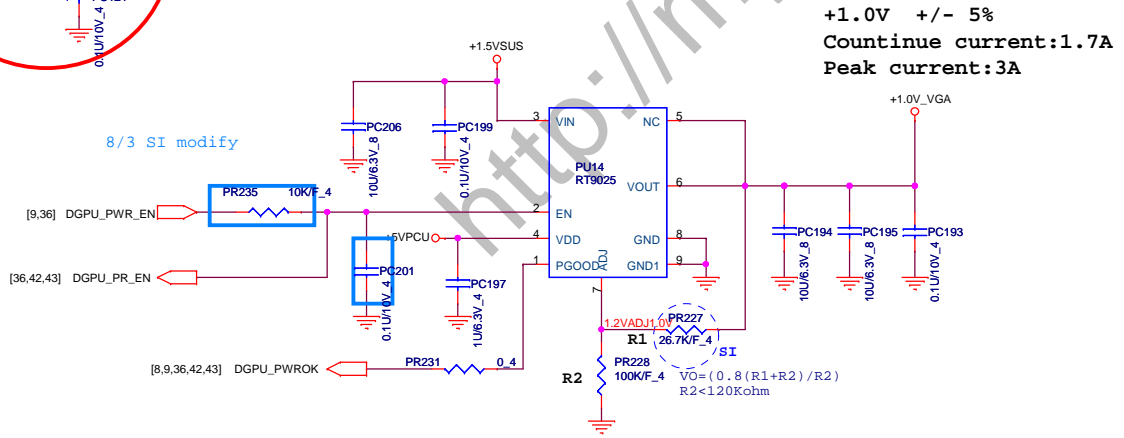 0.1U/10V_4
+1.0V +/- 5%
Countinue current:1.7A
Peak current:3A
+1.5VSUS
+1.0V_VGA
8/3 SI modify
PC206
10U/6.3V_8
PC199
0.1U/10V_4
3
VIN
NC
5
PU14
RT9025
VOUT
6
PR235
10K/F_4
[9,36] DGPU_PWR_EN
2
EN
+5VPCU
4
VDD
GND
8
1
PGOOD
ADJ
GND1
9
7
PC194
10U/6.3V_8
PC195
10U/6.3V_8
PC193
0.1U/10V_4
[36,42,43] DGPU_PR_EN
PC201
0.1U/10V_4
PC197
1U/6.3V_4
1.2VADJ1.0V
PR227
R1
26.7K/F_4
SI
[8,9,36,42,43] DGPU_PWROK
PR231
0_4
R2
PR228
100K/F_4
VO=(0.8(R1+R2)/R2)
R2<120Kohm
http://m